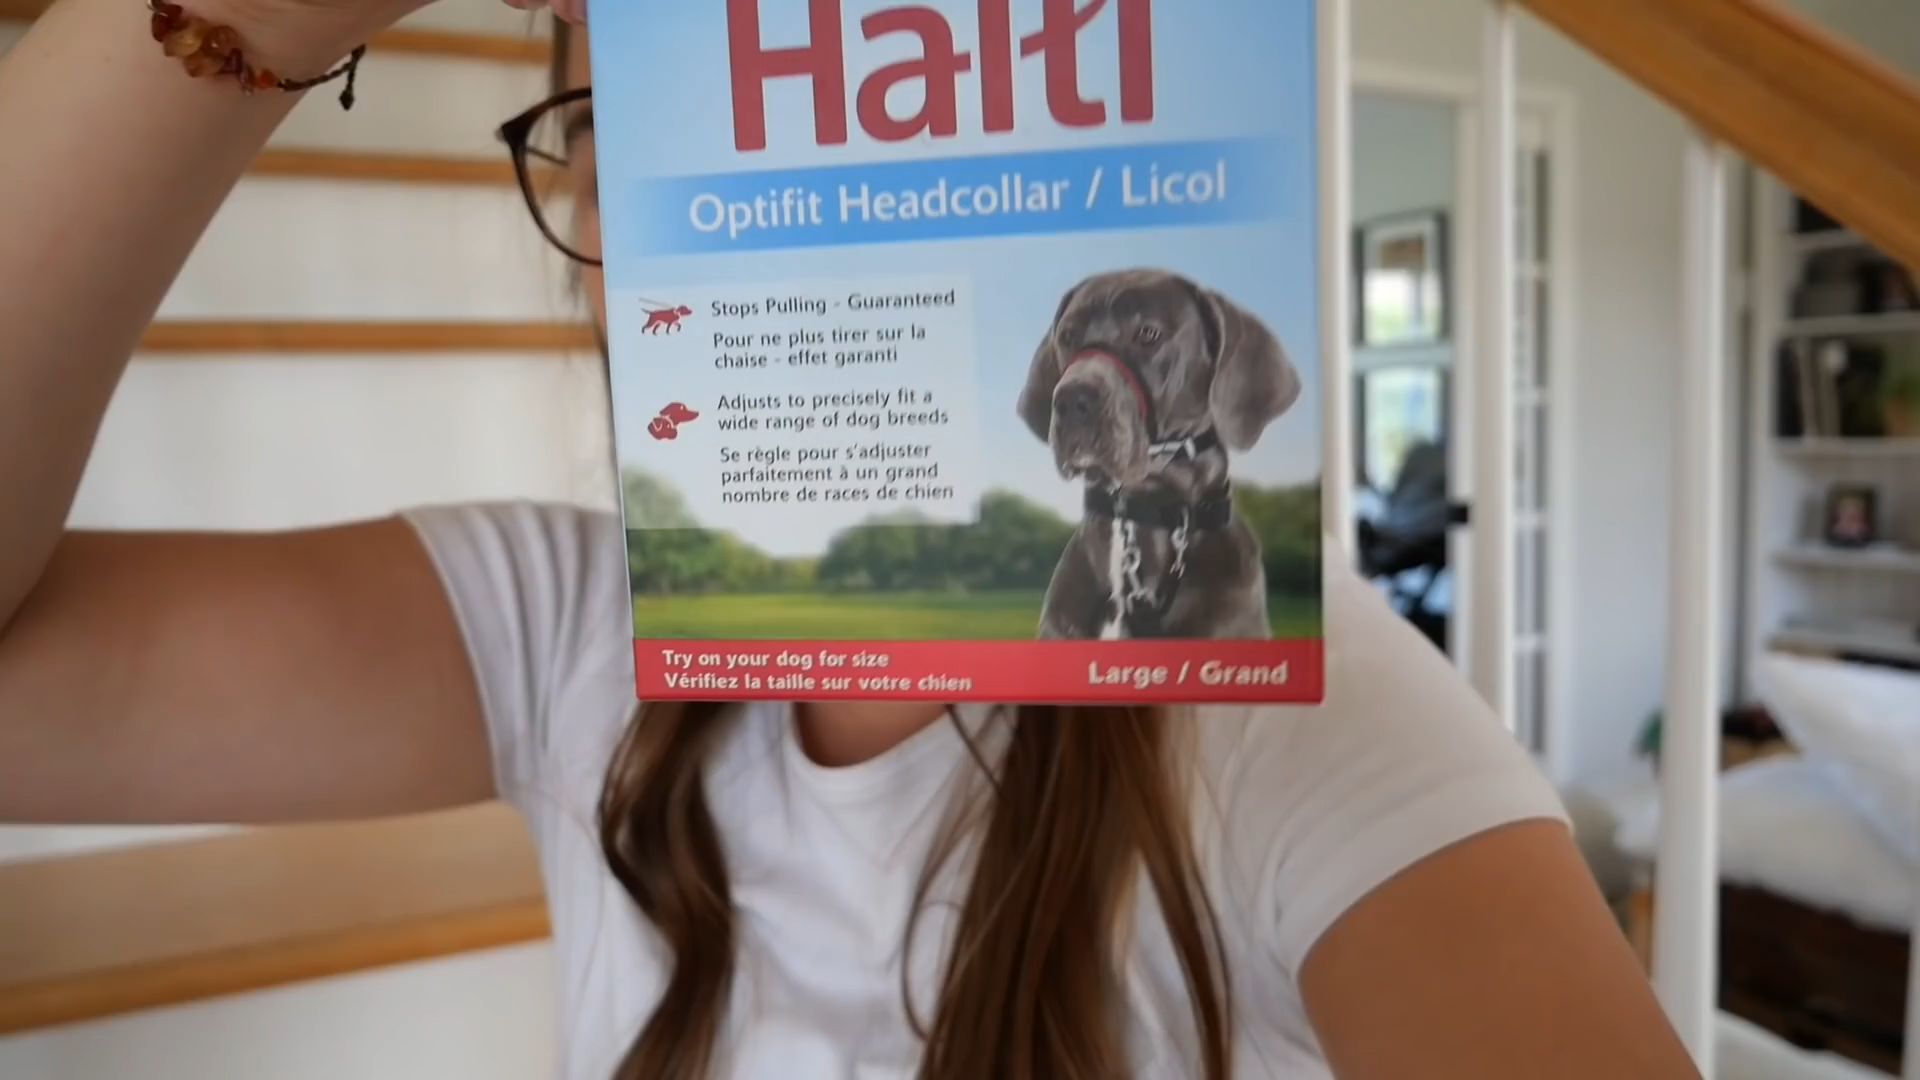 Halti
Optifit Headcollar / Licol
Stops Pulling - Guaranteed
Pour ne plus tirer sur la
chaise - effet garanti
Adjusts to precisely fit a
wide range of dog breeds
Se règle pour s'adjuster
parfaitement à un grand
nombre de races de chien
Try on your dog for size
Vérifiez la taille sur votre chien
Large / Grand